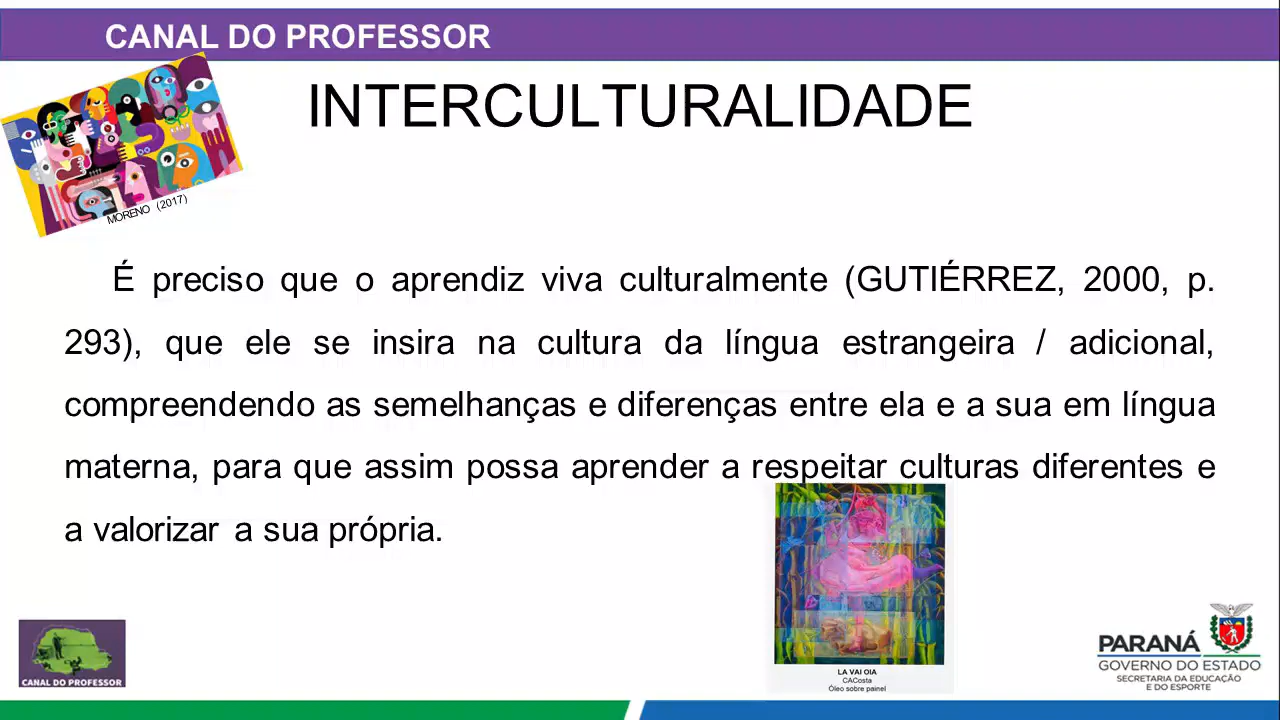 CANAL DO PROFESSOR
INTERCULTURALIDADE
MORENO (2017)
É preciso que o aprendiz viva culturalmente (GUTIÉRREZ, 2000, p.
293), que ele se insira na cultura da língua estrangeira / adicional,
compreendendo as semelhanças e diferenças entre ela e a sua em língua
materna, para que assim possa aprender a respeitar culturas diferentes e
a valorizar a sua própria.
LA VAI OIA
CACosta
Óleo sobre painel
CANAL DO PROFESSOR
PARANÁ
GOVERNO DO ESTADO
SECRETARIA DA EDUCAÇÃO
E DO ESPORTE